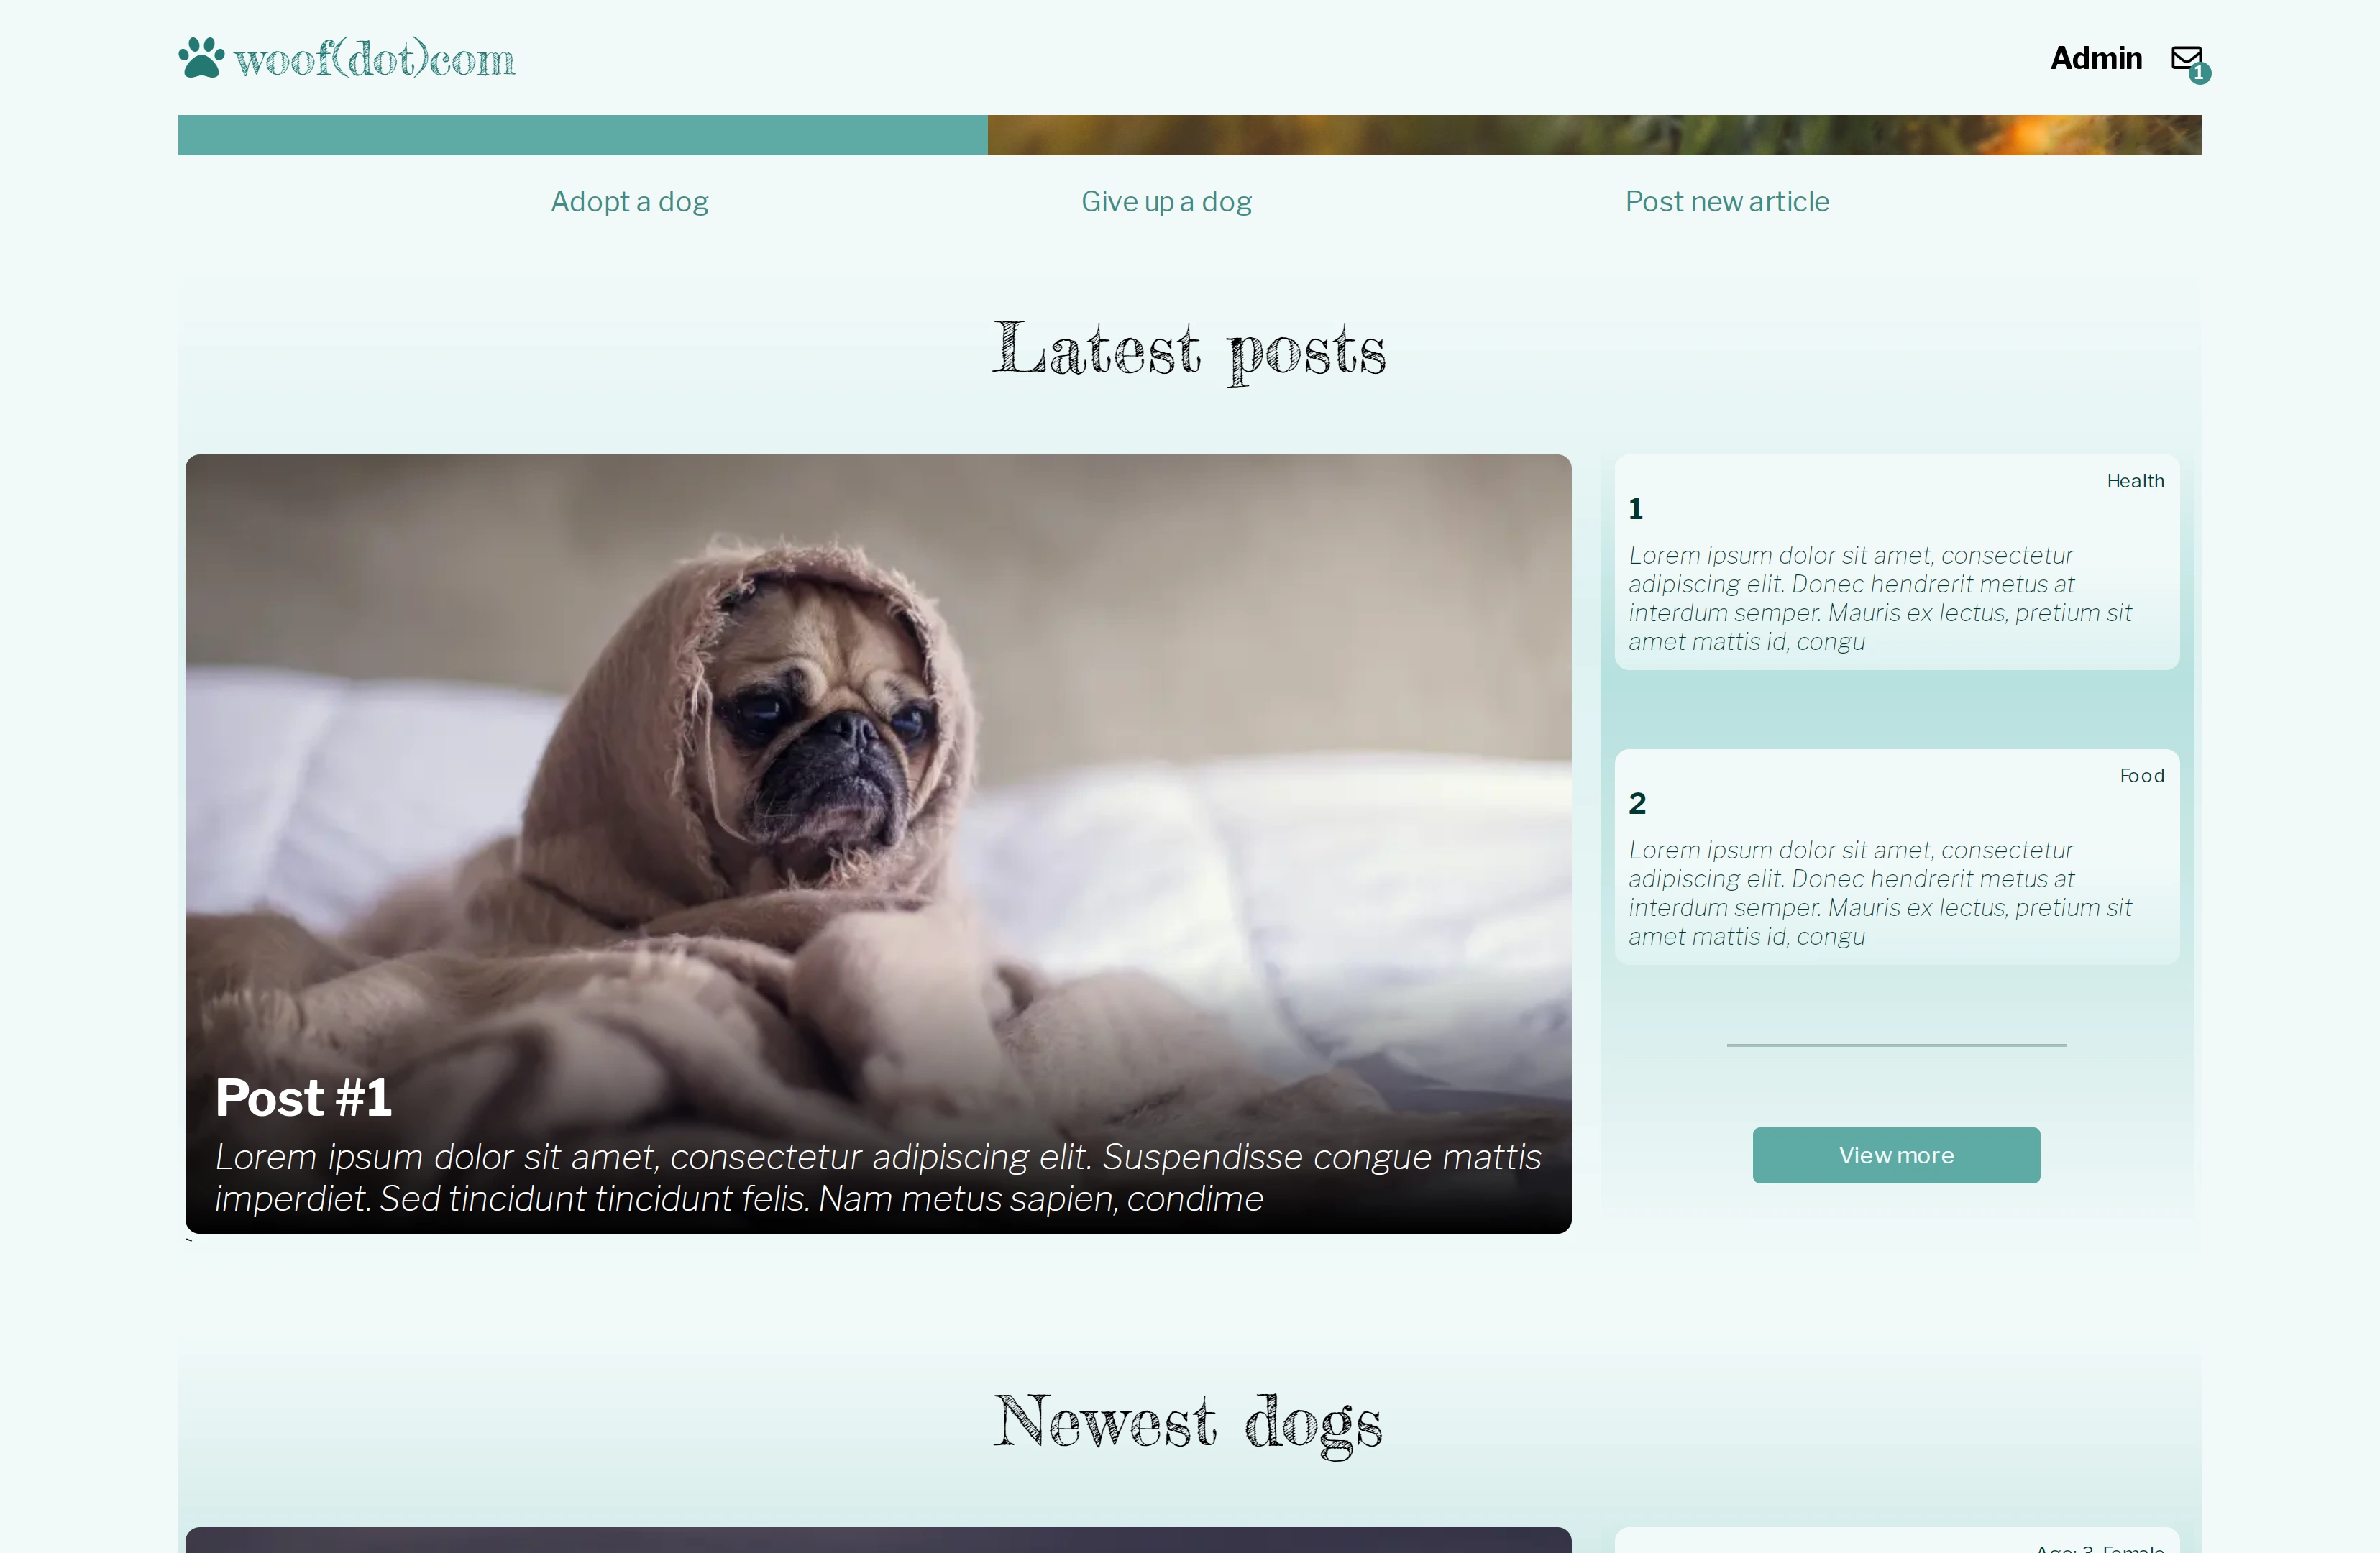 woof(dot)com
Admin
1
Adopt a dog
Give up a dog
Post new article
Latest posts
Post #1
Lorem ipsum dolor sit amet, consectetur adipiscing elit. Suspendisse congue mattis
imperdiet. Sed tincidunt tincidunt felis. Nam metus sapien, condime
`
Health
1
Lorem ipsum dolor sit amet, consectetur
adipiscing elit. Donec hendrerit metus at
interdum semper. Mauris ex lectus, pretium sit
amet mattis id, congu
Food
2
Lorem ipsum dolor sit amet, consectetur
adipiscing elit. Donec hendrerit metus at
interdum semper. Mauris ex lectus, pretium sit
amet mattis id, congu
View more
Newest dogs
Age: 3, Female